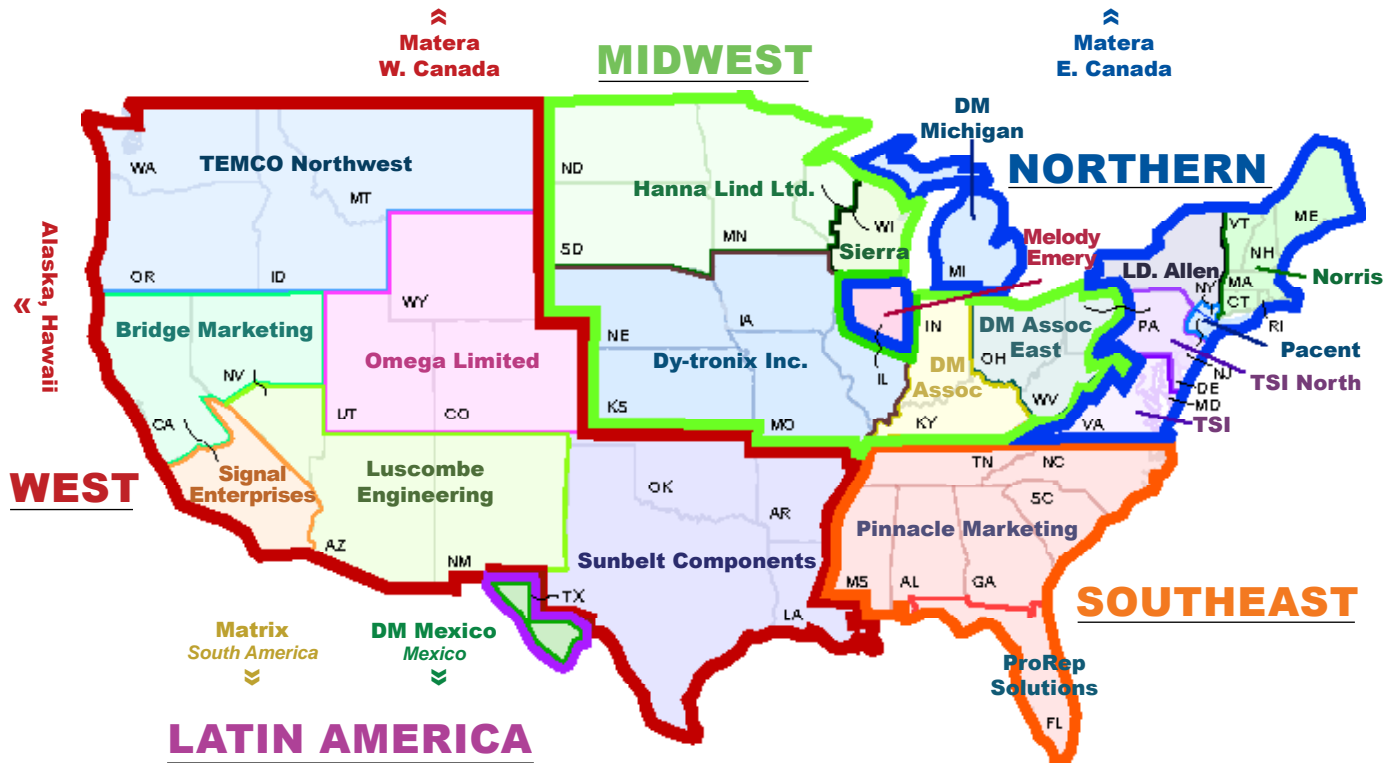 Matera
W. Canada
MIDWEST
Matera
E. Canada
DM
Michigan
NORTHERN
TEMCO Northwest
WA
MT
OR
ID
ND
Hanna Lind Ltd.
SD
MN
WI
Sierra
MI
Melody
Emery
LD. Allen
VT
ME
NH
NY
MA
CT
RI
Norris
Alaska, Hawaii
Bridge Marketing
NV
CA
WY
Omega Limited
UT
CO
NE
IA
Dy-tronix Inc.
KS
MO
IL
IN
DM
Assoc
KY
DM Assoc
East
OH
WV
PA
Pacent
NJ
TSI North
DE
MD
TSI
VA
WEST
Signal
Enterprises
Luscombe
Engineering
AZ
NM
OK
AR
Sunbelt Components
TX
LA
TN
NC
SC
Pinnacle Marketing
MS
AL
GA
SOUTHEAST
ProRep
Solutions
FL
Matrix
South America
DM Mexico
Mexico
LATIN AMERICA